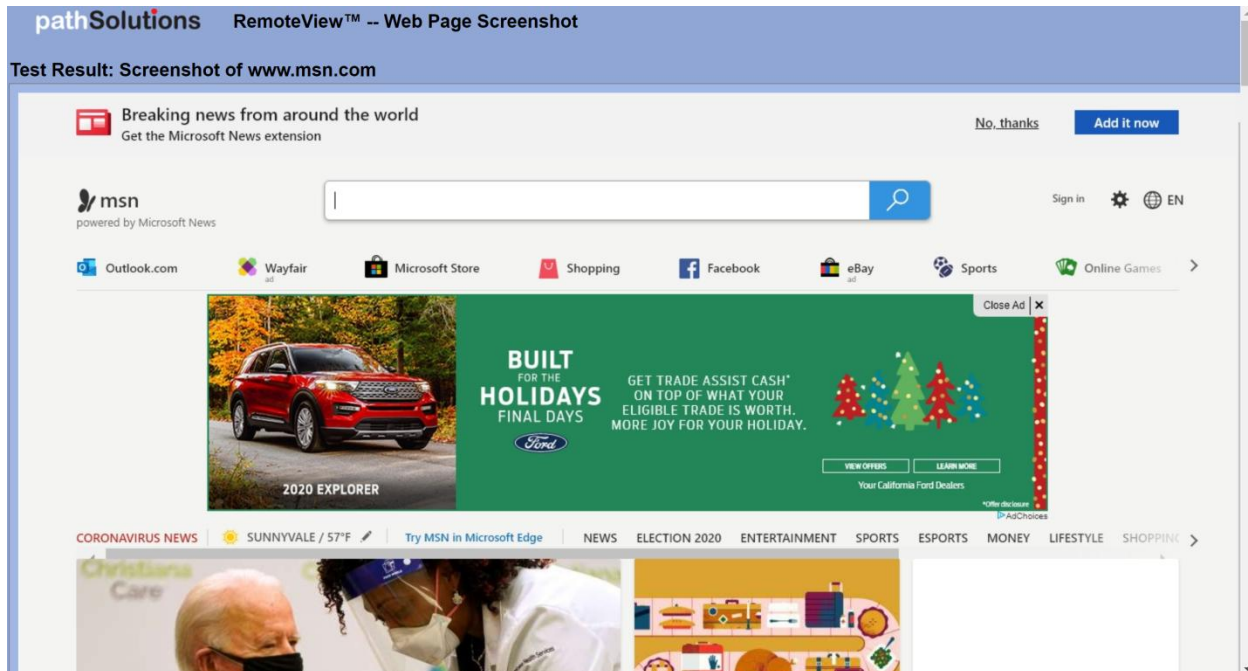 pathSolutions RemoteView™ -- Web Page Screenshot
Test Result: Screenshot of www.msn.com
Breaking news from around the world
Get the Microsoft News extension
No, thanks
Add it now
msn
powered by Microsoft News
Sign in
EN
Outlook.com
Wayfair
ad
Microsoft Store
Shopping
Facebook
eBay
ad
Sports
Online Games
Close Ad
BUILT
FOR THE
HOLIDAYS
FINAL DAYS
Ford
GET TRADE ASSIST CASH*
ON TOP OF WHAT YOUR
ELIGIBLE TRADE IS WORTH.
MORE JOY FOR YOUR HOLIDAY.
2020 EXPLORER
VIEW OFFERS
LEARN MORE
Your California Ford Dealers
*Offer disclosure
AdChoices
CORONAVIRUS NEWS
SUNNYVALE / 57°F
Try MSN in Microsoft Edge
NEWS ELECTION 2020 ENTERTAINMENT SPORTS ESPORTS MONEY LIFESTYLE SHOPPING
Christiana
Care